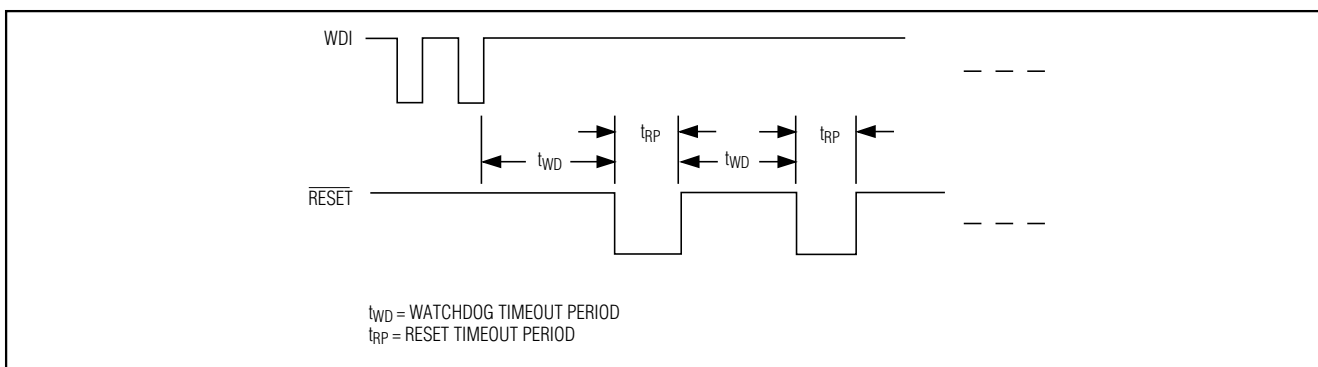 WDI
tRP
tRP
tWD
tWD
RESET
tWD = WATCHDOG TIMEOUT PERIOD
tRP = RESET TIMEOUT PERIOD